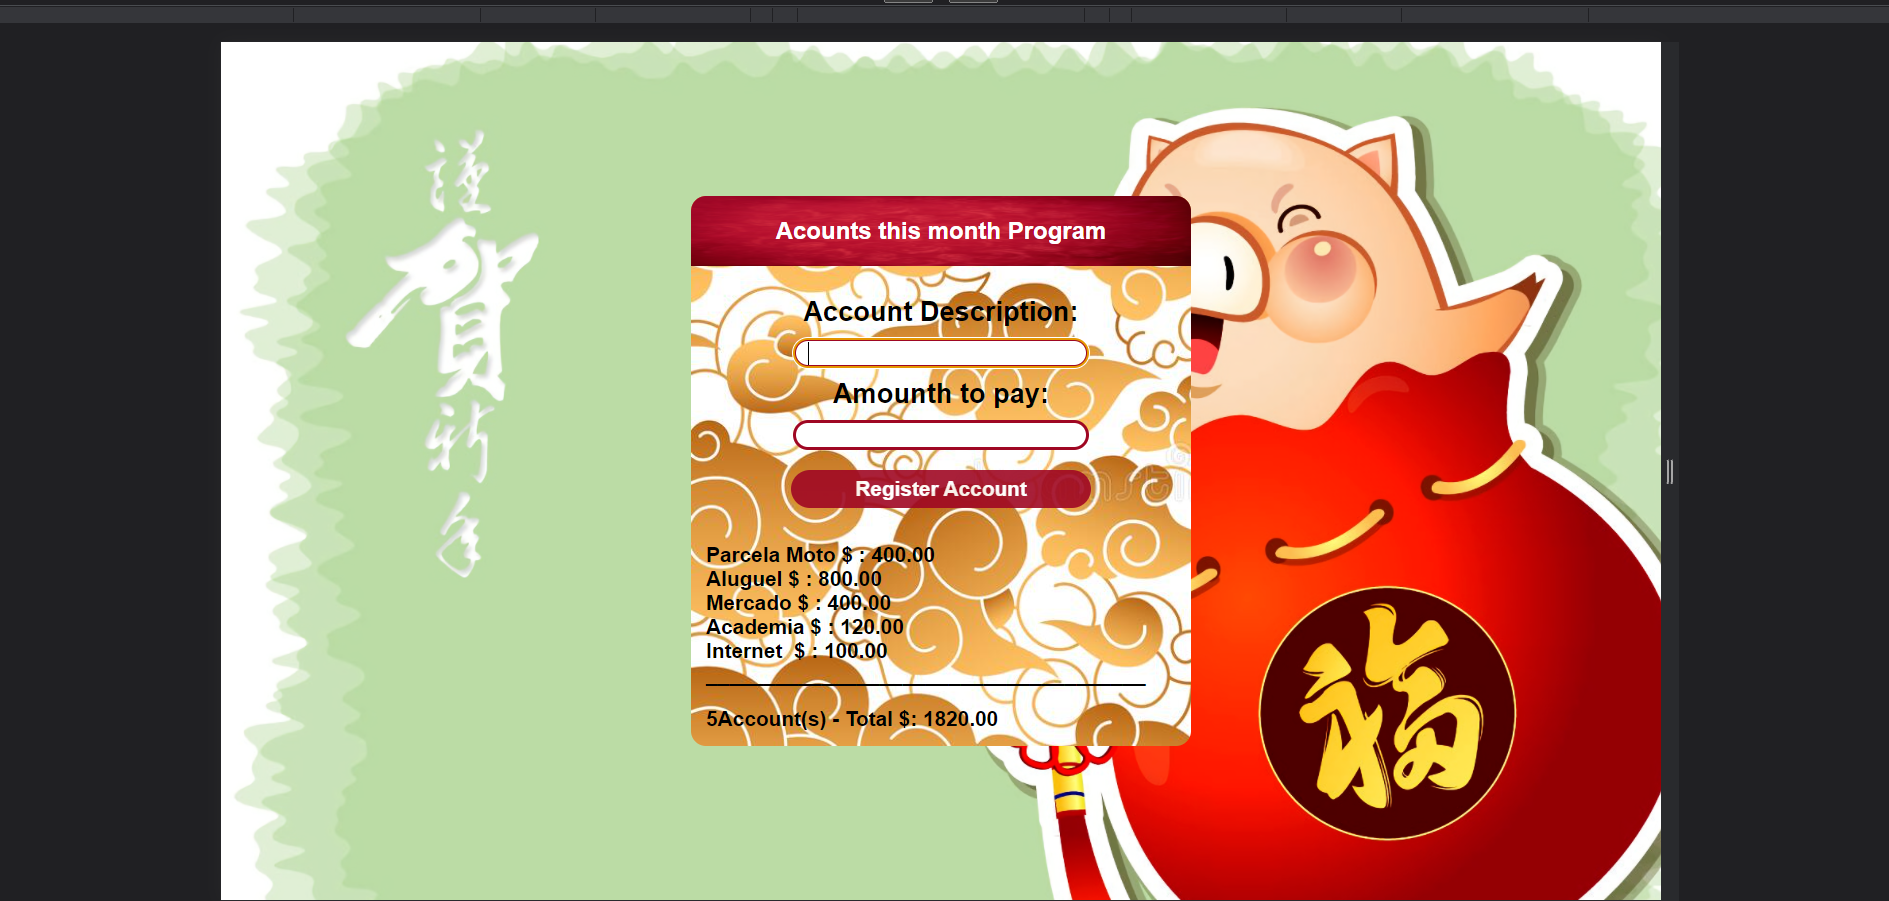 謹
賀
新
年
Acounts this month Program
Account Description:
Amounth to pay:
Register Account
Parcela Moto $ : 400.00
Aluguel $ : 800.00
Mercado $ : 400.00
Academia $ : 120.00
Internet  $ : 100.00
5Account(s) - Total $: 1820.00
福